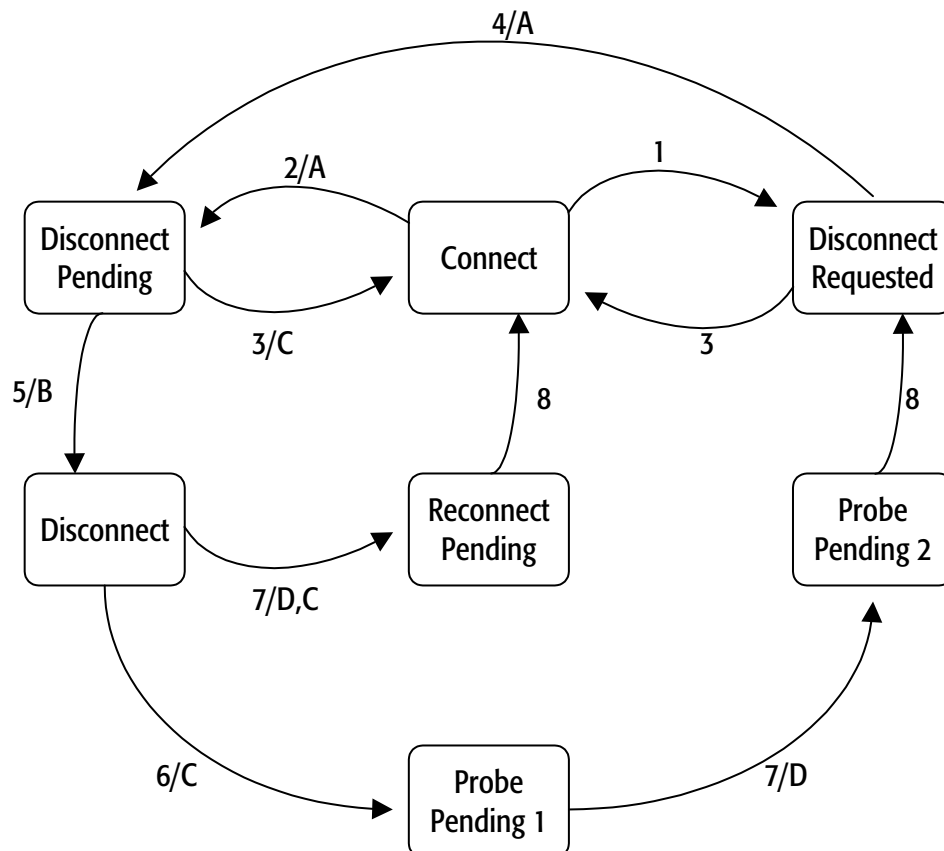 4/A
2/A
1
Disconnect
Pending
Connect
Disconnect
Requested
3/C
3
5/B
8
8
Disconnect
Reconnect
Pending
Probe
Pending 2
7/D,C
6/C
Probe
Pending 1
7/D